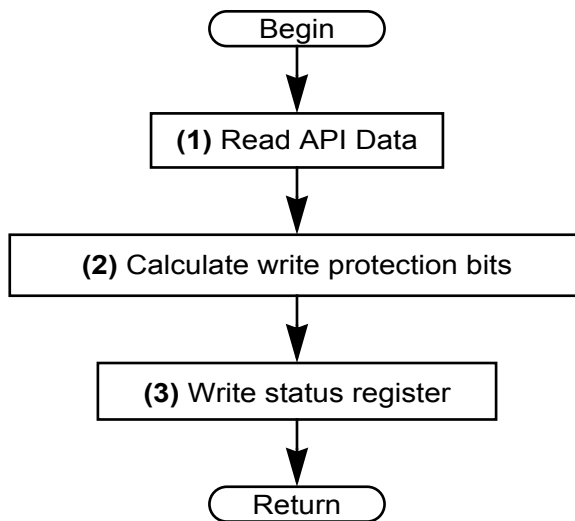 Begin
(1) Read API Data
(2) Calculate write protection bits
(3) Write status register
Return